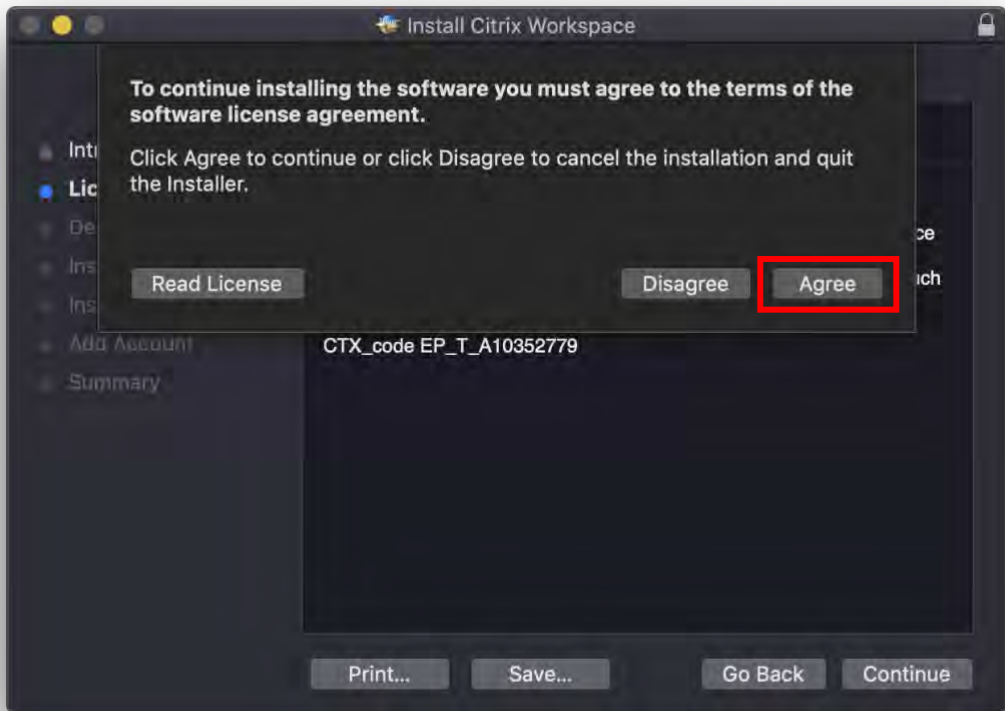 Install Citrix Workspace
To continue installing the software you must agree to the terms of the
software license agreement.
Click Agree to continue or click Disagree to cancel the installation and quit
the Installer.
Read License
Disagree
Agree
Add Account
Summary
CTX_code EP_T_A10352779
Print...
Save...
Go Back
Continue